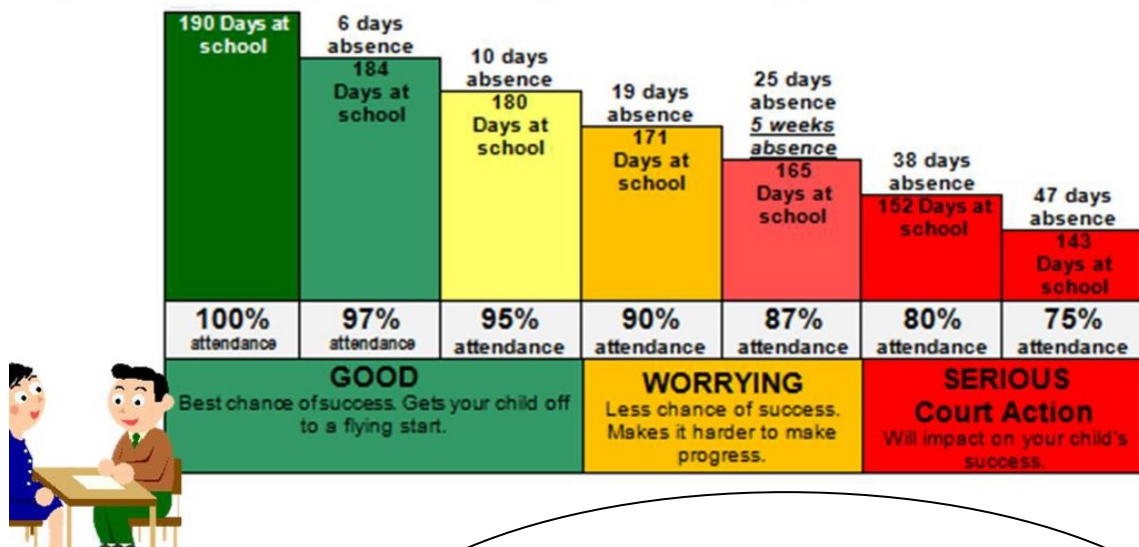 190 Days at
school
6 days
absence
184
Days at
school
10 days
absence
180
Days at
school
19 days
absence
171
Days at
school
25 days
absence
5 weeks
absence
165
Days at
school
38 days
absence
152 Days at
school
47 days
absence
143
Days at
school
100%
attendance
97%
attendance
95%
attendance
90%
attendance
87%
attendance
80%
attendance
75%
attendance
GOOD
Best chance of success. Gets your child off
to a flying start.
WORRYING
Less chance of success.
Makes it harder to make
progress.
SERIOUS
Court Action
Will impact on your child's
success.